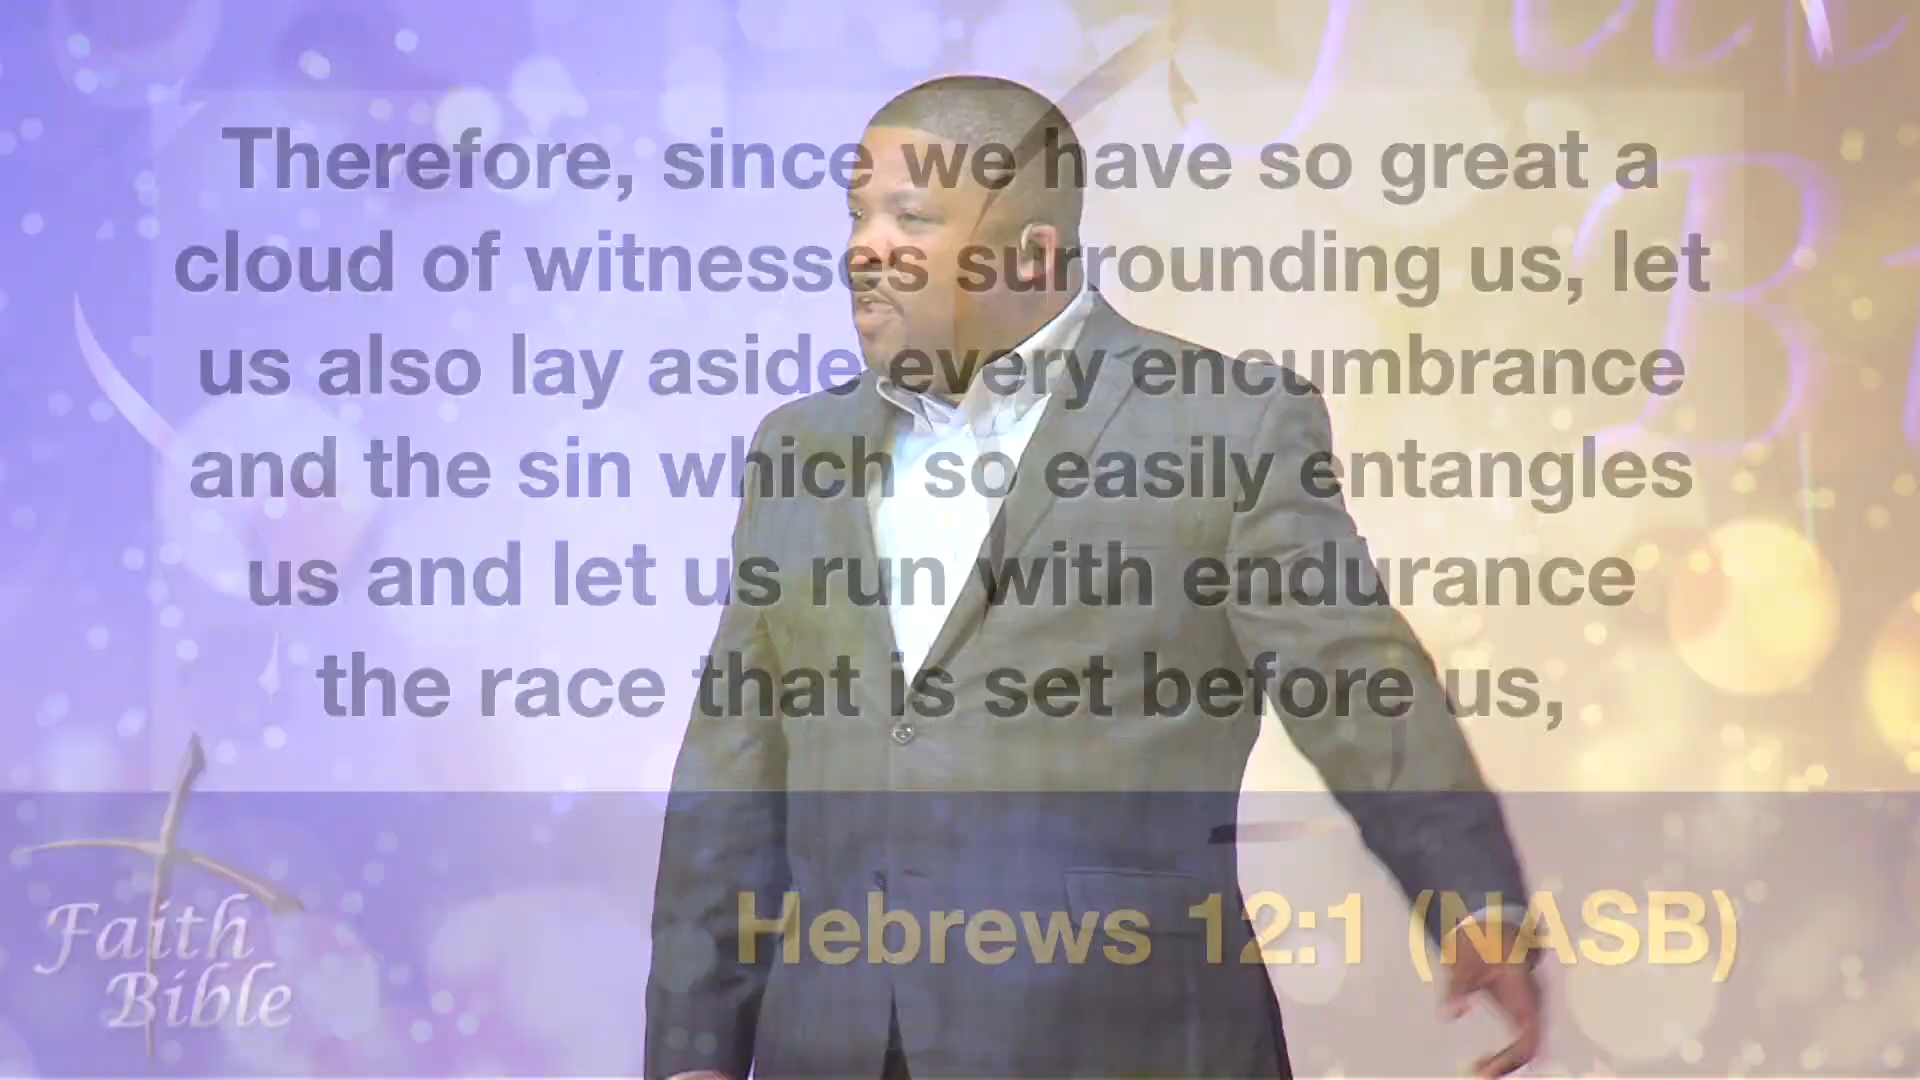 Therefore, since we have so great a
cloud of witnesses surrounding us, let
us also lay aside every encumbrance
and the sin which so easily entangles
us and let us run with endurance
the race that is set before us,
Hebrews 12:1 (NASB)
Faith
Bible